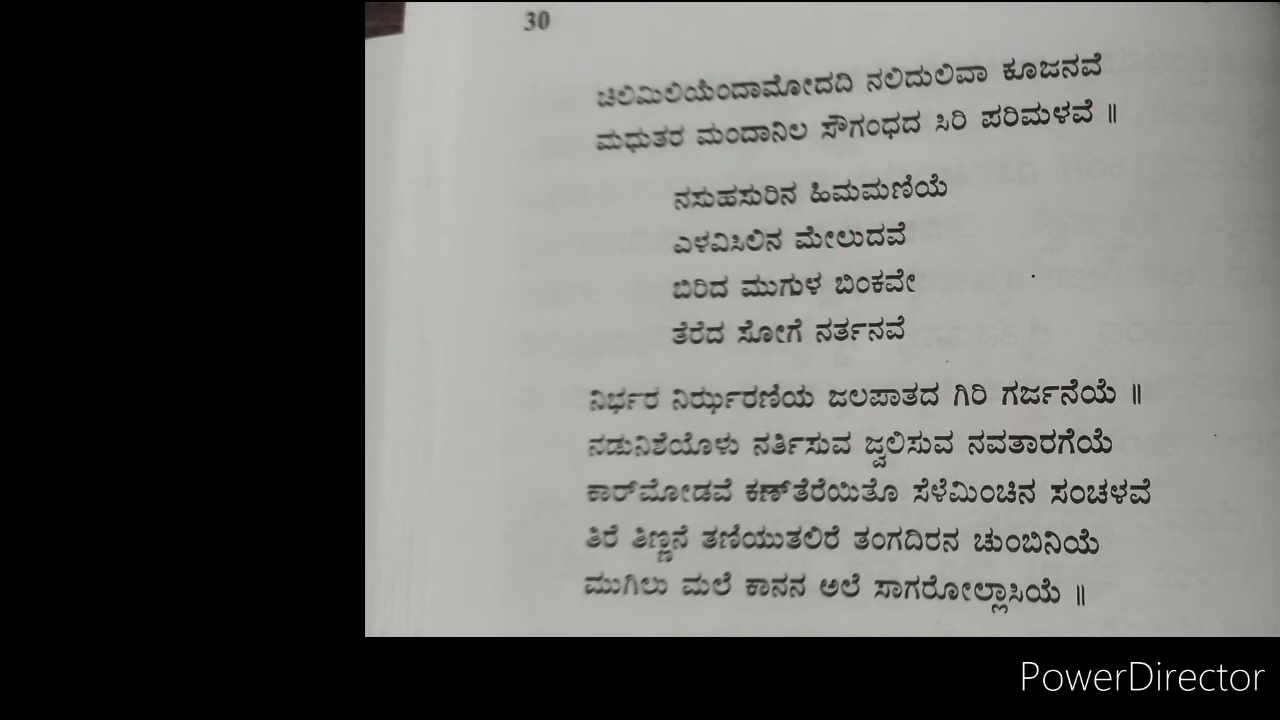 30
ಚಿಲಿಮಿಲಿಯೆಂದಾಮೋದದಿ ನಲಿದುಲಿವಾ ಕೂಜನವೆ
ಮಧುತರ ಮಂದಾನಿಲ ಸೌಗಂಧದ ಸಿರಿ ಪರಿಮಳವೆ ॥
ನಸುಹಸುರಿನ ಹಿಮಮಣಿಯೆ
ಎಳವಿಸಿಲಿನ ಮೇಲುದವೆ
ಬಿರಿದ ಮುಗುಳ ಬಿಂಕವೇ
ತೆರೆದ ಸೋಗೆ ನರ್ತನವೆ
ನಿರ್ಭರ ನಿರ್ಝರಣಿಯ ಜಲಪಾತದ ಗಿರಿ ಗರ್ಜನೆಯೆ ॥
ನಡುನಿಶೆಯೊಳು ನರ್ತಿಸುವ ಜ್ವಲಿಸುವ ನವತಾರಗೆಯೆ
ಕಾರ್‌ಮೋಡವೆ ಕಣ್‌ತೆರೆಯಿತೊ ಸೆಳೆಮಿಂಚಿನ ಸಂಚಳವೆ
ತಿರೆ ತಿಣ್ಣನೆ ತಣಿಯುತಲಿರೆ ತಂಗದಿರನ ಚುಂಬಿನಿಯೆ
ಮುಗಿಲು ಮಲೆ ಕಾನನ ಅಲೆ ಸಾಗರೋಲ್ಲಾಸಿಯೆ ॥
PowerDirector